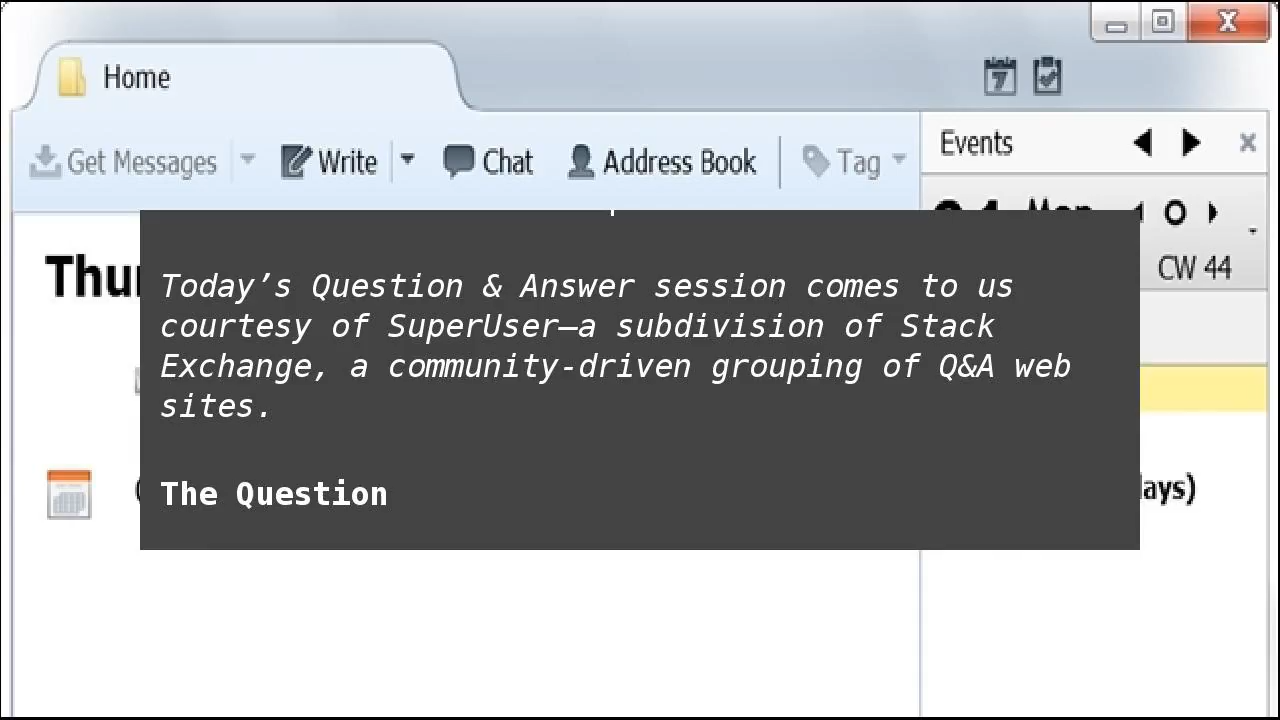 Home
Get Messages Write Chat Address Book Tag
Events
CW 44
Today’s Question & Answer session comes to us
courtesy of SuperUser—a subdivision of Stack
Exchange, a community-driven grouping of Q&A web
sites.
The Question